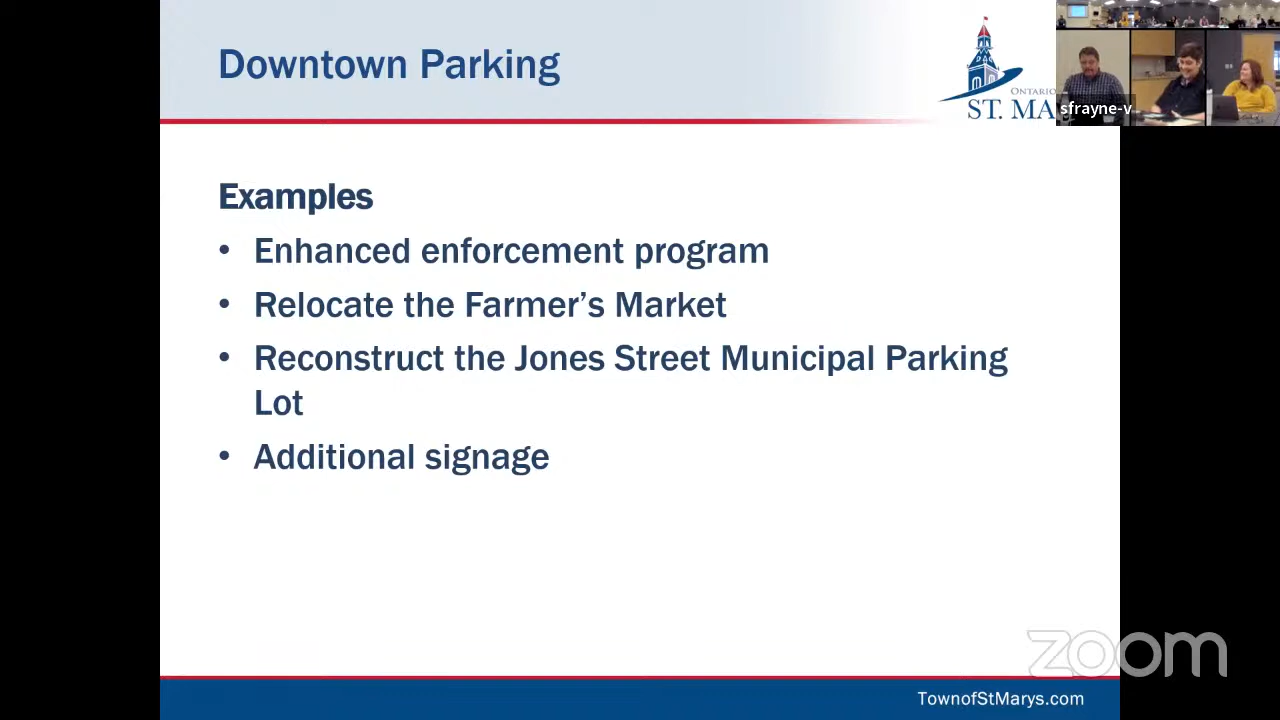 Downtown Parking
ONTARIO
ST. MA
sfrayne-v
Examples
• Enhanced enforcement program
• Relocate the Farmer’s Market
• Reconstruct the Jones Street Municipal Parking
Lot
• Additional signage
zoom
TownofStMarys.com